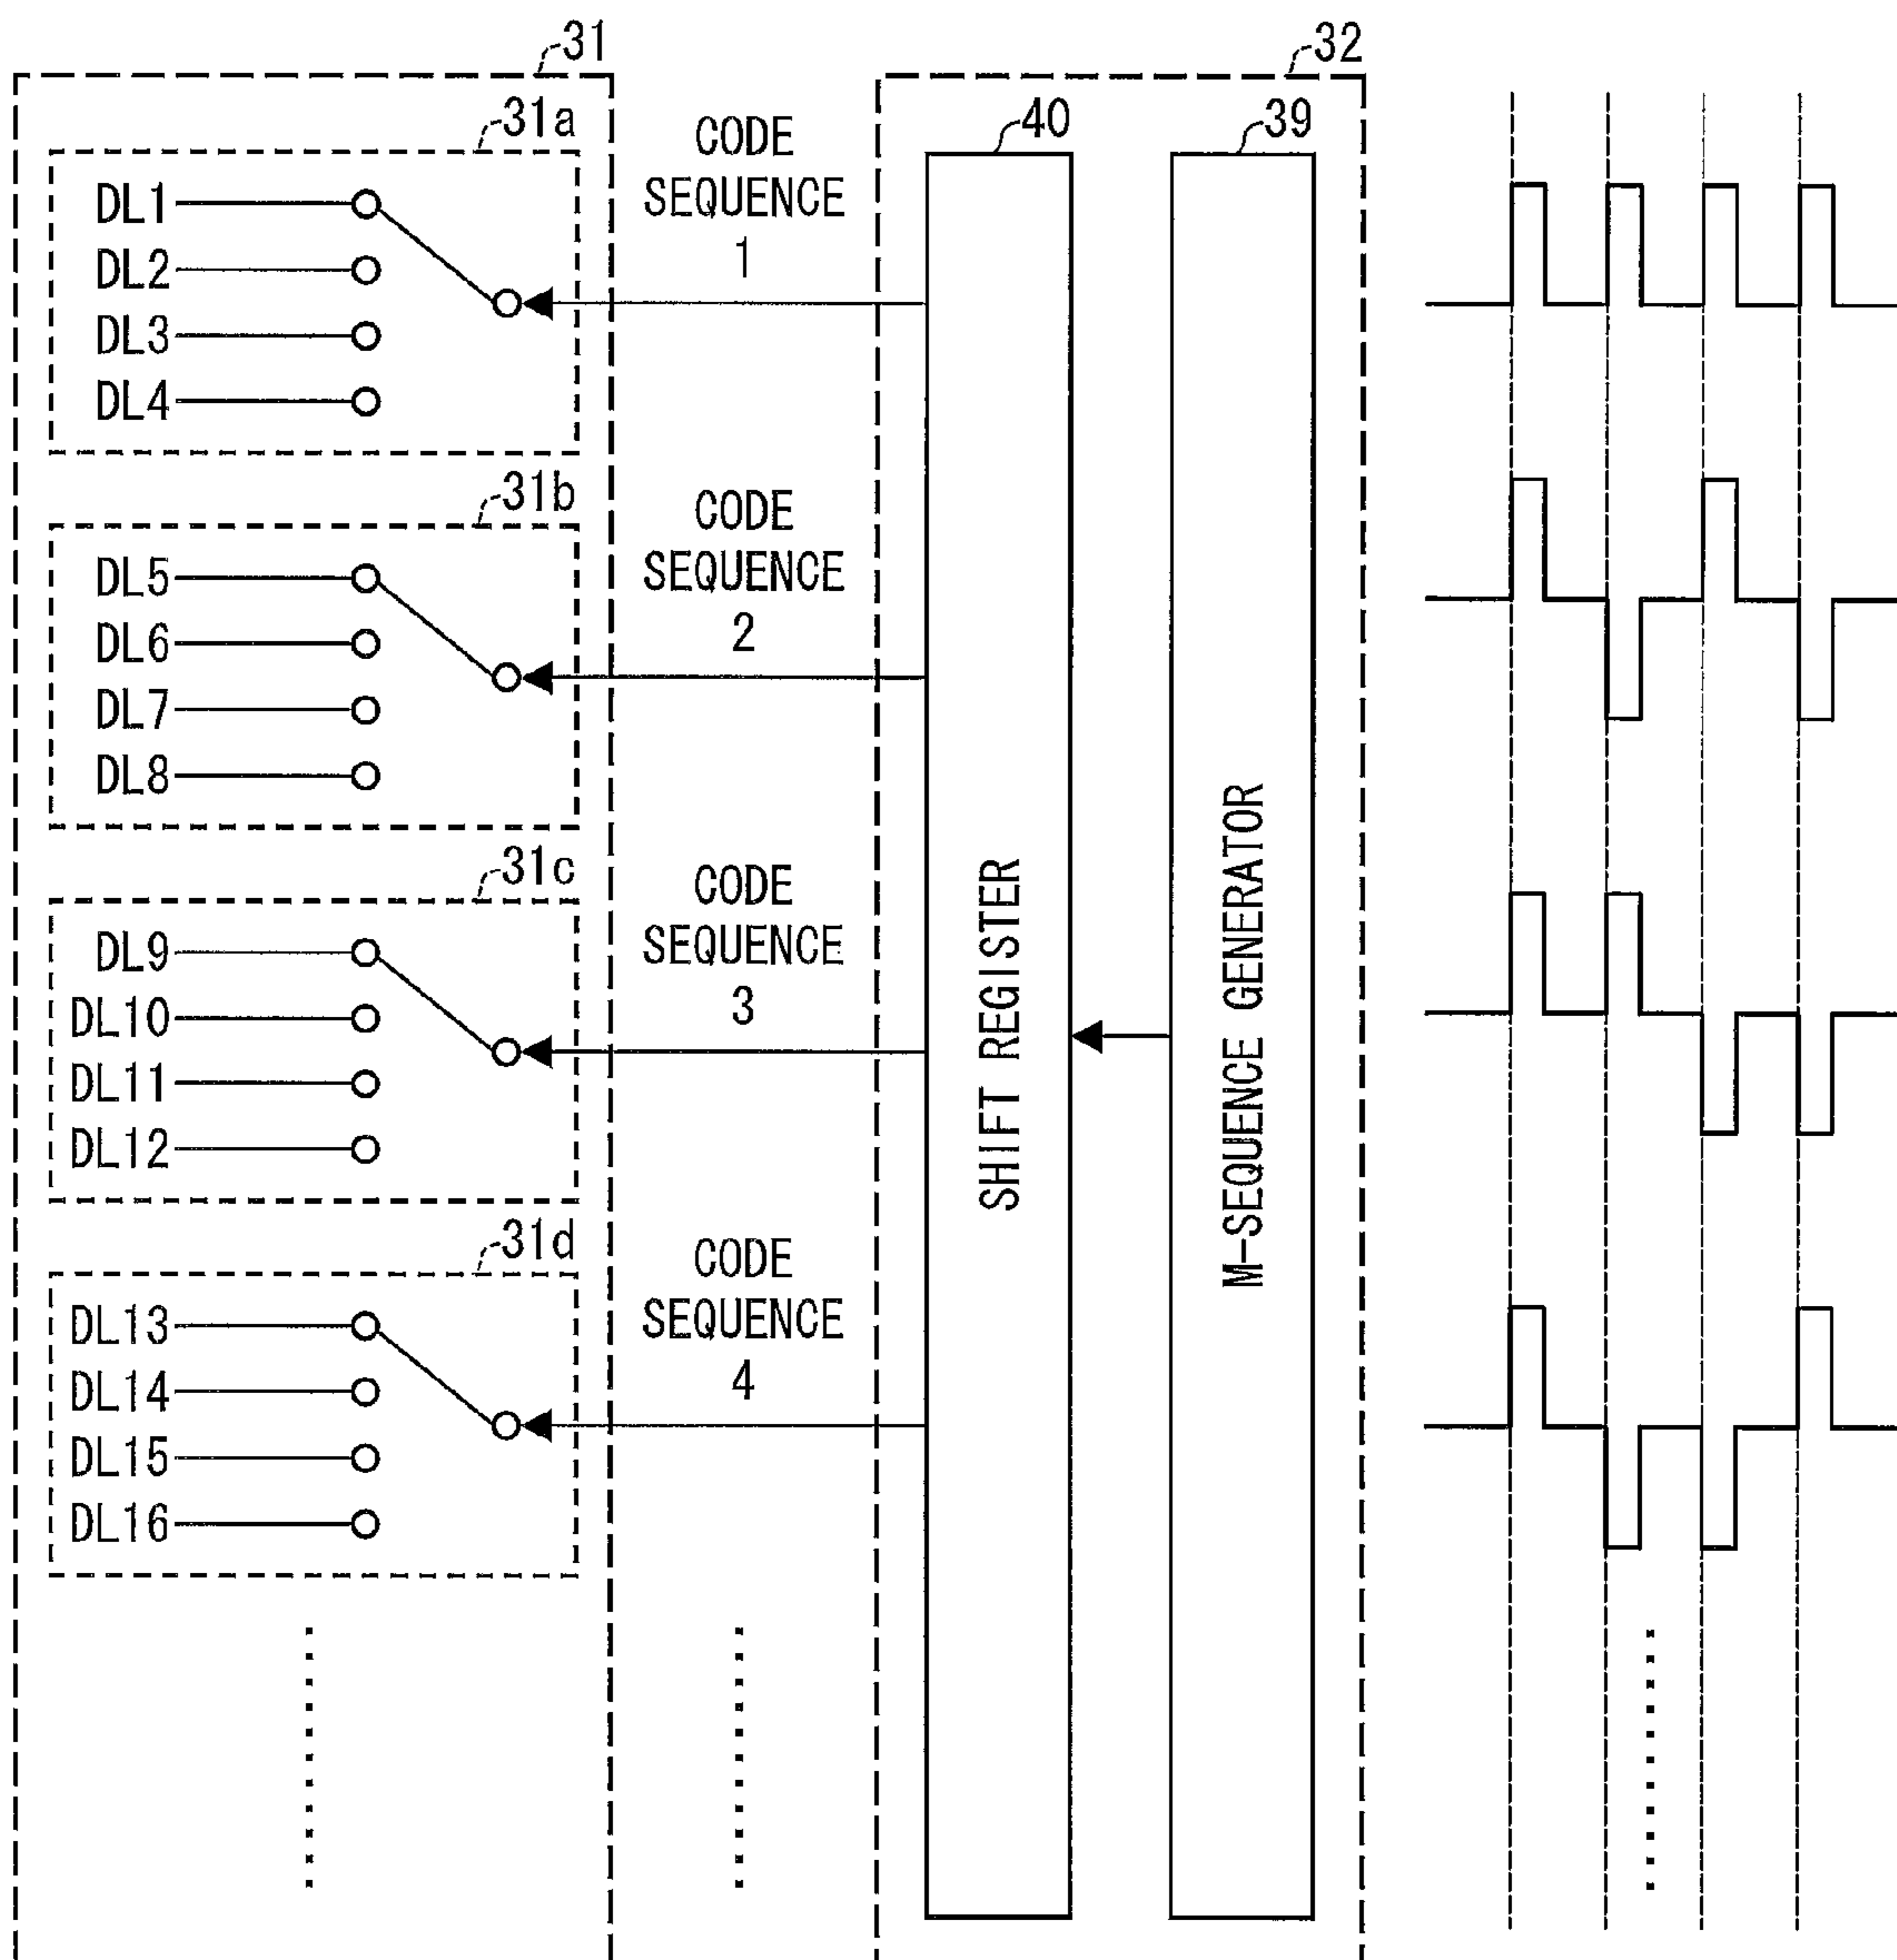 31
32
31a
40
39
CODE
SEQUENCE
1
DL1
DL2
DL3
DL4
31b
CODE
SEQUENCE
2
DL5
DL6
DL7
DL8
31c
CODE
SEQUENCE
3
DL9
DL10
DL11
DL12
31d
CODE
SEQUENCE
4
DL13
DL14
DL15
DL16
SHIFT REGISTER
M-SEQUENCE GENERATOR